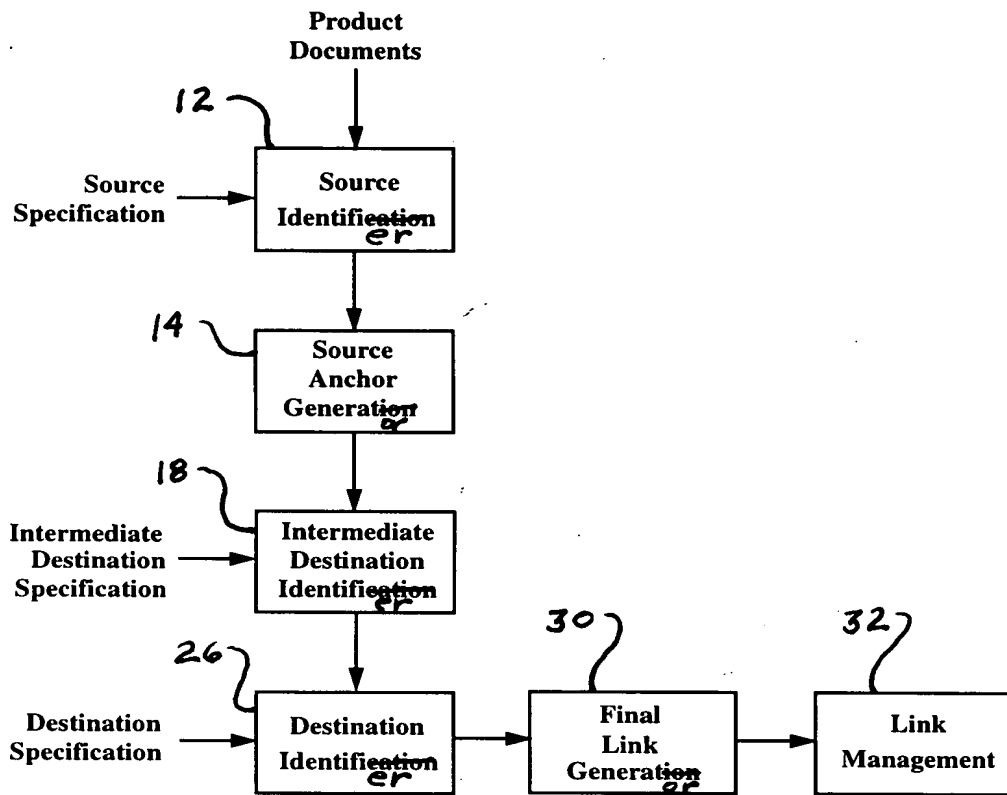 Product
Documents
12
Source
Specification
Source
Identification
er
14
Source
Anchor
Generation
or
18
Intermediate
Destination
Specification
Intermediate
Destination
Identification
er
26
Destination
Specification
Destination
Identification
er
30
Final
Link
Generation
or
32
Link
Management